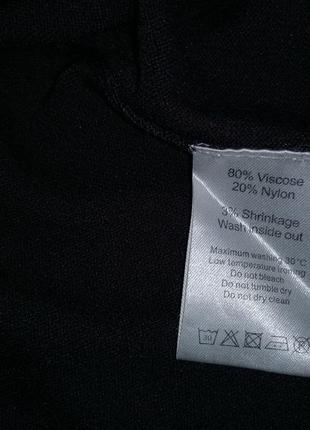 80% Viscose
20% Nylon
3% Shrinkage
Wash inside out
Maximum washing 30°C
Low temperature ironing
Do not bleach
Do not tumble dry
Do not dry clean
30